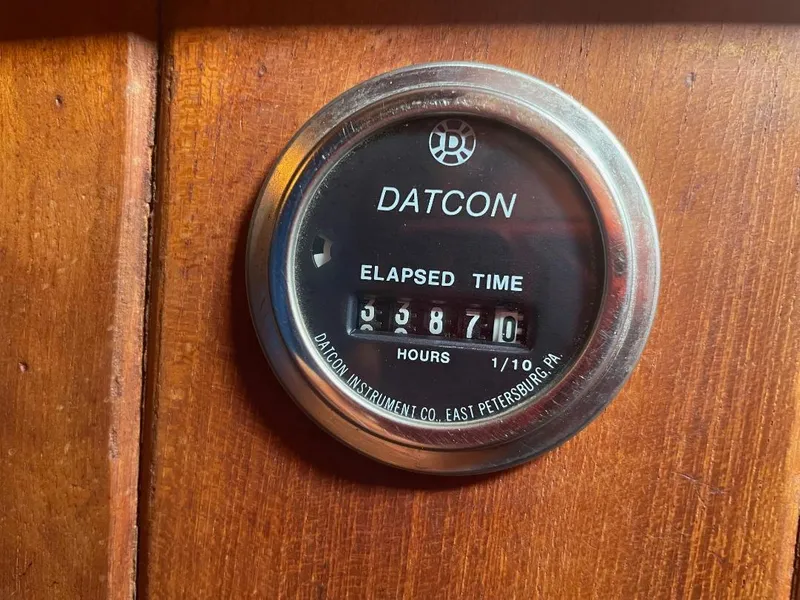 D
DATCON
ELAPSED TIME
33870
HOURS 1/10
DATCON INSTRUMENT CO., EAST PETERSBURG, PA.